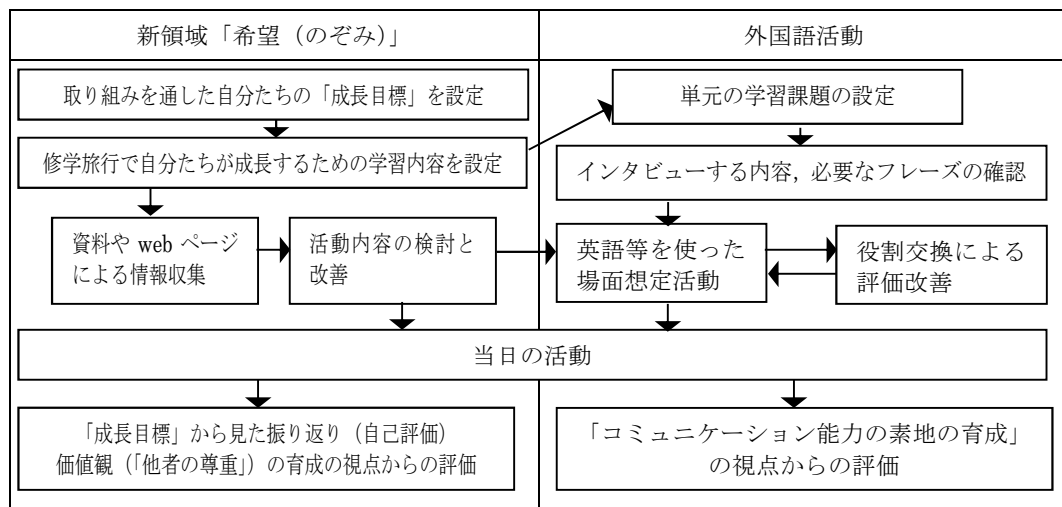 新領域「希望（のぞみ）」
外国語活動
取り組みを通した自分たちの「成長目標」を設定
単元の学習課題の設定
修学旅行で自分たちが成長するための学習内容を設定
インタビューする内容，必要なフレーズの確認
資料や web ページ
による情報収集
活動内容の検討と
改善
英語等を使った
場面想定活動
役割交換による
評価改善
当日の活動
「成長目標」から見た振り返り（自己評価）
価値観（「他者の尊重」）の育成の視点からの評価
「コミュニケーション能力の素地の育成」
の視点からの評価